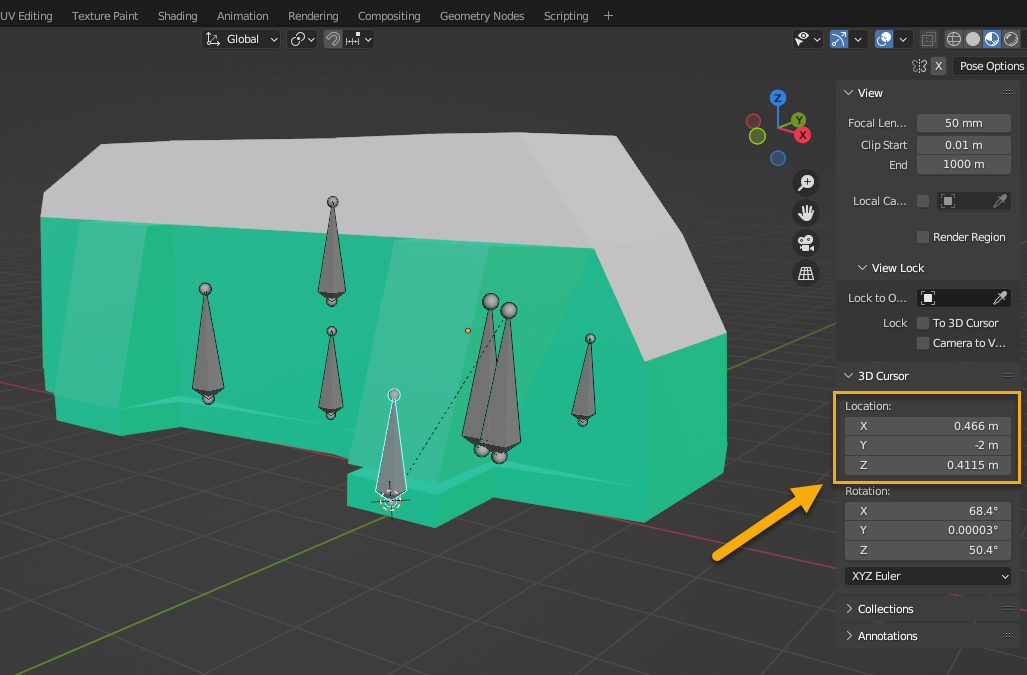 UV Editing Texture Paint Shading Animation Rendering Compositing Geometry Nodes Scripting +
Global
X Pose Options
View
Focal Len... 50 mm
Clip Start 0.01 m
End 1000 m
Local Ca...
Render Region
View Lock
Lock to O...
Lock To 3D Cursor
Camera to V...
3D Cursor
Location:
X 0.466 m
Y -2 m
Z 0.4115 m
Rotation:
X 68.4°
Y 0.00003°
Z 50.4°
XYZ Euler
Collections
Annotations
Z
Y
X